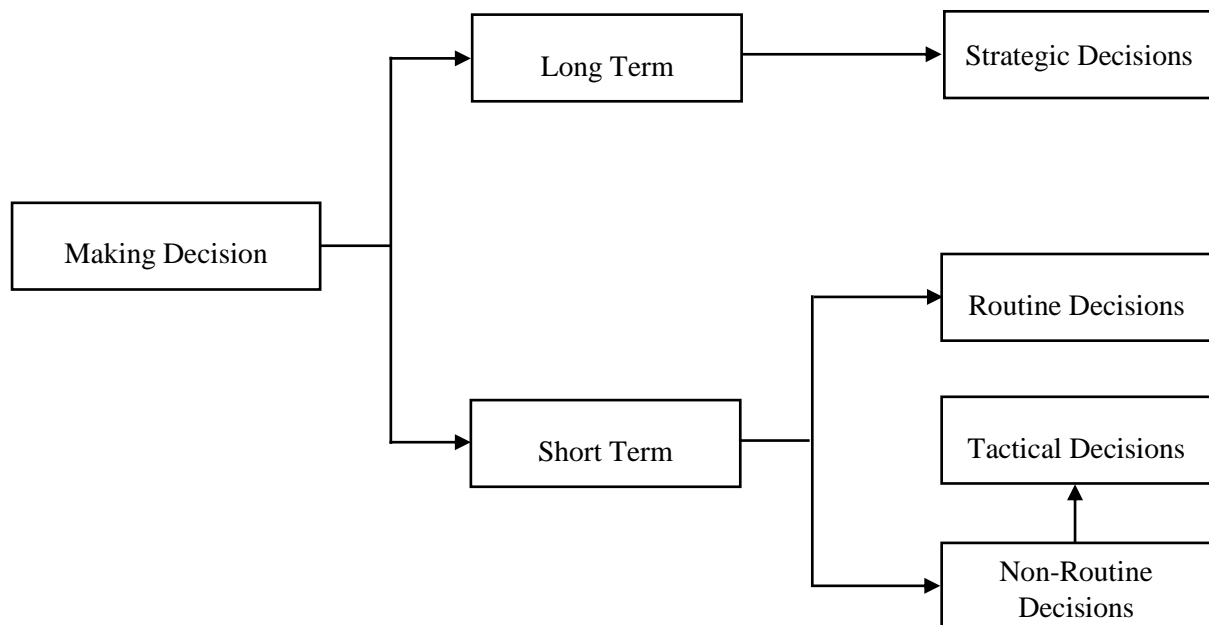 Long Term
Strategic Decisions
Making Decision
Routine Decisions
Short Term
Tactical Decisions
Non-Routine
Decisions